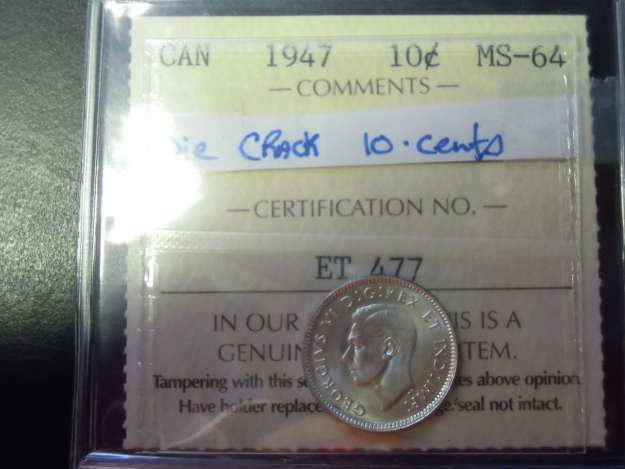 CAN 1947 10¢ MS-64
— COMMENTS —
Die CRACK 10. cents
— CERTIFICATION NO. —
ET 477
IN OUR IS IS A
GENUIN TEM.
Tampering with this se es above opinion
Have holder replace ge/seal not intact.
GEORGIVS VI D:G:REX ET IND:IMP: